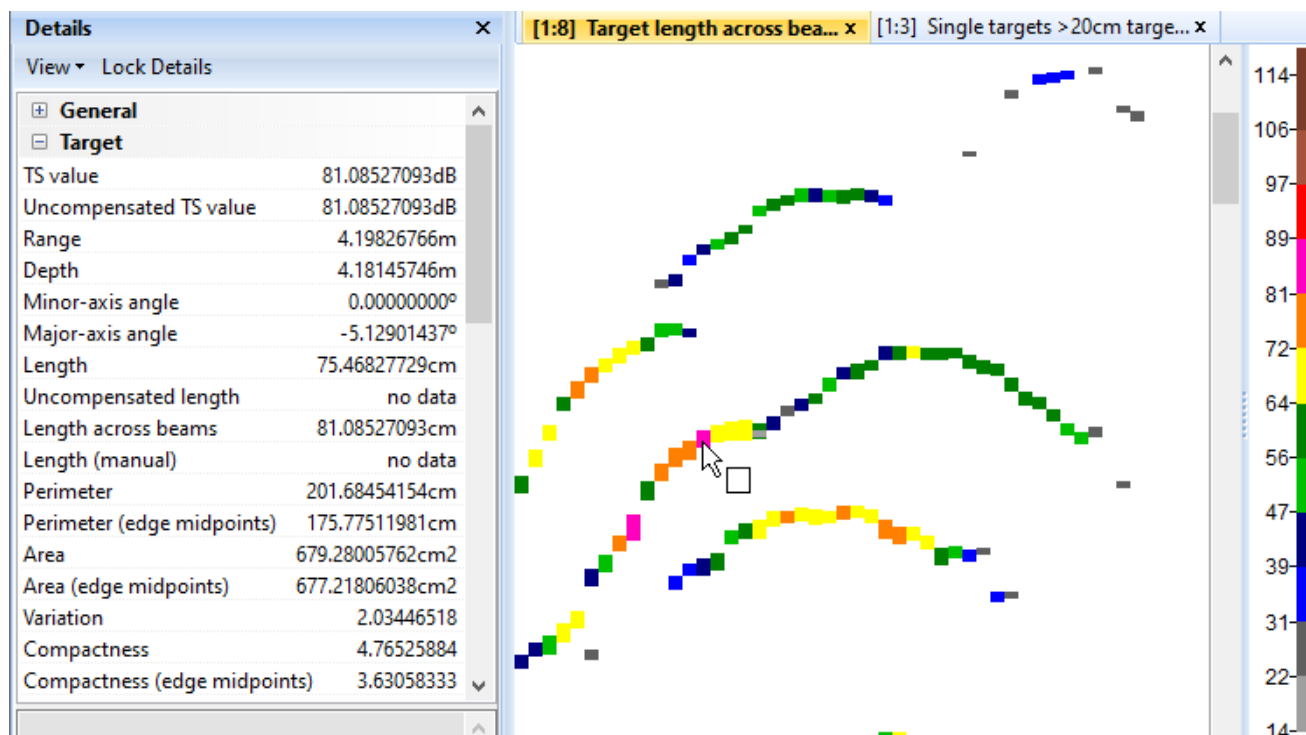 Details x
[1:8] Target length across bea... x [1:3] Single targets >20cm targe... x
View Lock Details
General
Target
TS value 81.08527093dB
Uncompensated TS value 81.08527093dB
Range 4.19826766m
Depth 4.18145746m
Minor-axis angle 0.00000000º
Major-axis angle -5.12901437º
Length 75.46827729cm
Uncompensated length no data
Length across beams 81.08527093cm
Length (manual) no data
Perimeter 201.68454154cm
Perimeter (edge midpoints) 175.77511981cm
Area 679.28005762cm2
Area (edge midpoints) 677.21806038cm2
Variation 2.03446518
Compactness 4.76525884
Compactness (edge midpoints) 3.63058333
114
106
97
89
81
72
64
56
47
39
31
22
14